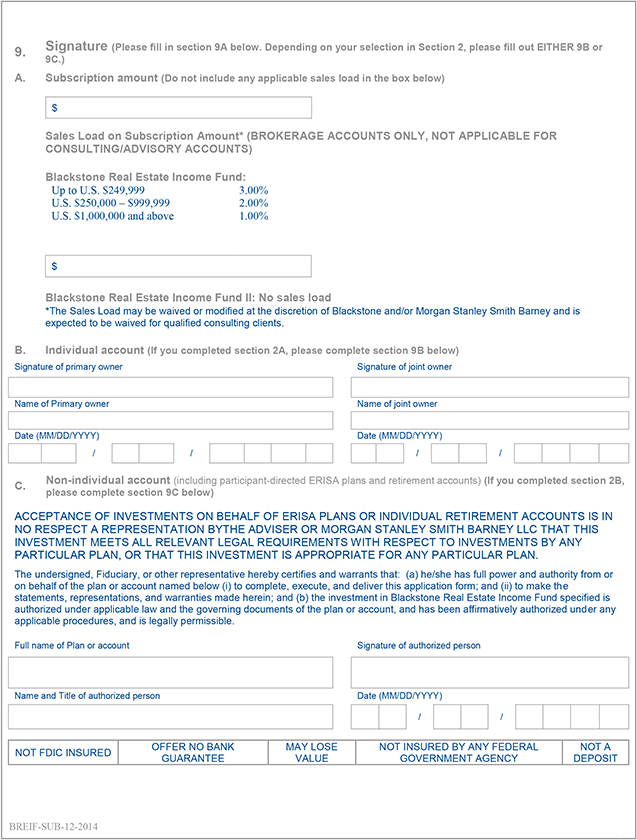 9. Signature (Please fill in section 9A below. Depending on your selection in Section 2, please fill out EITHER 9B or
9C.)
A. Subscription amount (Do not include any applicable sales load in the box below)
$
Sales Load on Subscription Amount* (BROKERAGE ACCOUNTS ONLY, NOT APPLICABLE FOR
CONSULTING/ADVISORY ACCOUNTS)
Blackstone Real Estate Income Fund:
Up to U.S. $249,999 3.00%
U.S. $250,000 – $999,999 2.00%
U.S. $1,000,000 and above 1.00%
$
Blackstone Real Estate Income Fund II: No sales load
*The Sales Load may be waived or modified at the discretion of Blackstone and/or Morgan Stanley Smith Barney and is
expected to be waived for qualified consulting clients.
B. Individual account (If you completed section 2A, please complete section 9B below)
Signature of primary owner Signature of joint owner
Name of Primary owner Name of joint owner
Date (MM/DD/YYYY) Date (MM/DD/YYYY)
/ / / /
C. Non-individual account (including participant-directed ERISA plans and retirement accounts) (If you completed section 2B,
please complete section 9C below)
ACCEPTANCE OF INVESTMENTS ON BEHALF OF ERISA PLANS OR INDIVIDUAL RETIREMENT ACCOUNTS IS IN
NO RESPECT A REPRESENTATION BYTHE ADVISER OR MORGAN STANLEY SMITH BARNEY LLC THAT THIS
INVESTMENT MEETS ALL RELEVANT LEGAL REQUIREMENTS WITH RESPECT TO INVESTMENTS BY ANY
PARTICULAR PLAN, OR THAT THIS INVESTMENT IS APPROPRIATE FOR ANY PARTICULAR PLAN.
The undersigned, Fiduciary, or other representative hereby certifies and warrants that: (a) he/she has full power and authority from or
on behalf of the plan or account named below (i) to complete, execute, and deliver this application form; and (ii) to make the
statements, representations, and warranties made herein; and (b) the investment in Blackstone Real Estate Income Fund specified is
authorized under applicable law and the governing documents of the plan or account, and has been affirmatively authorized under any
applicable procedures, and is legally permissible.
Full name of Plan or account Signature of authorized person
Name and Title of authorized person Date (MM/DD/YYYY)
/ /
NOT FDIC INSURED OFFER NO BANK GUARANTEE MAY LOSE VALUE NOT INSURED BY ANY FEDERAL GOVERNMENT AGENCY NOT A DEPOSIT
BREIF-SUB-12-2014